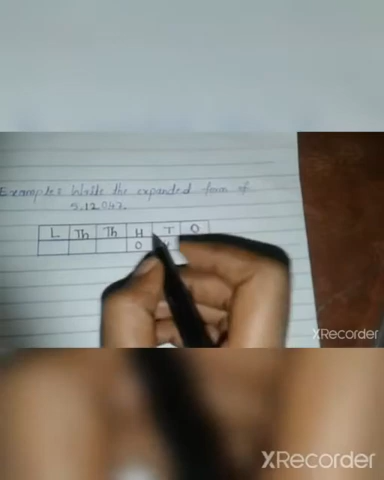 Example: Write the expanded form of
5,12,047.
L Th Th H T O
0
XRecorder
XRecorder